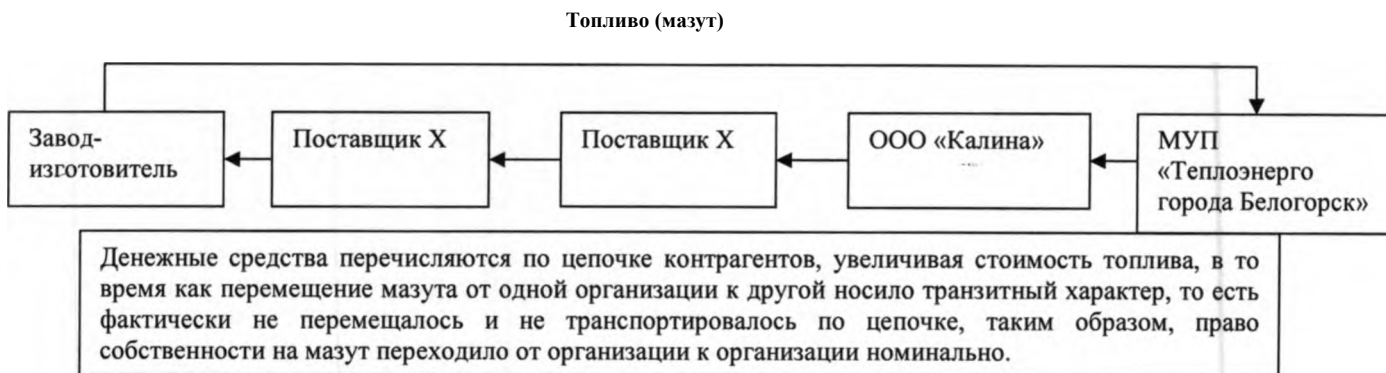 Топливо (мазут)
Завод-
изготовитель
Поставщик Х
Поставщик Х
ООО «Калина»
МУП
«Теплоэнерго
города Белогорск»
Денежные средства перечисляются по цепочке контрагентов, увеличивая стоимость топлива, в то
время как перемещение мазута от одной организации к другой носило транзитный характер, то есть
фактически не перемещалось и не транспортировалось по цепочке, таким образом, право
собственности на мазут переходило от организации к организации номинально.